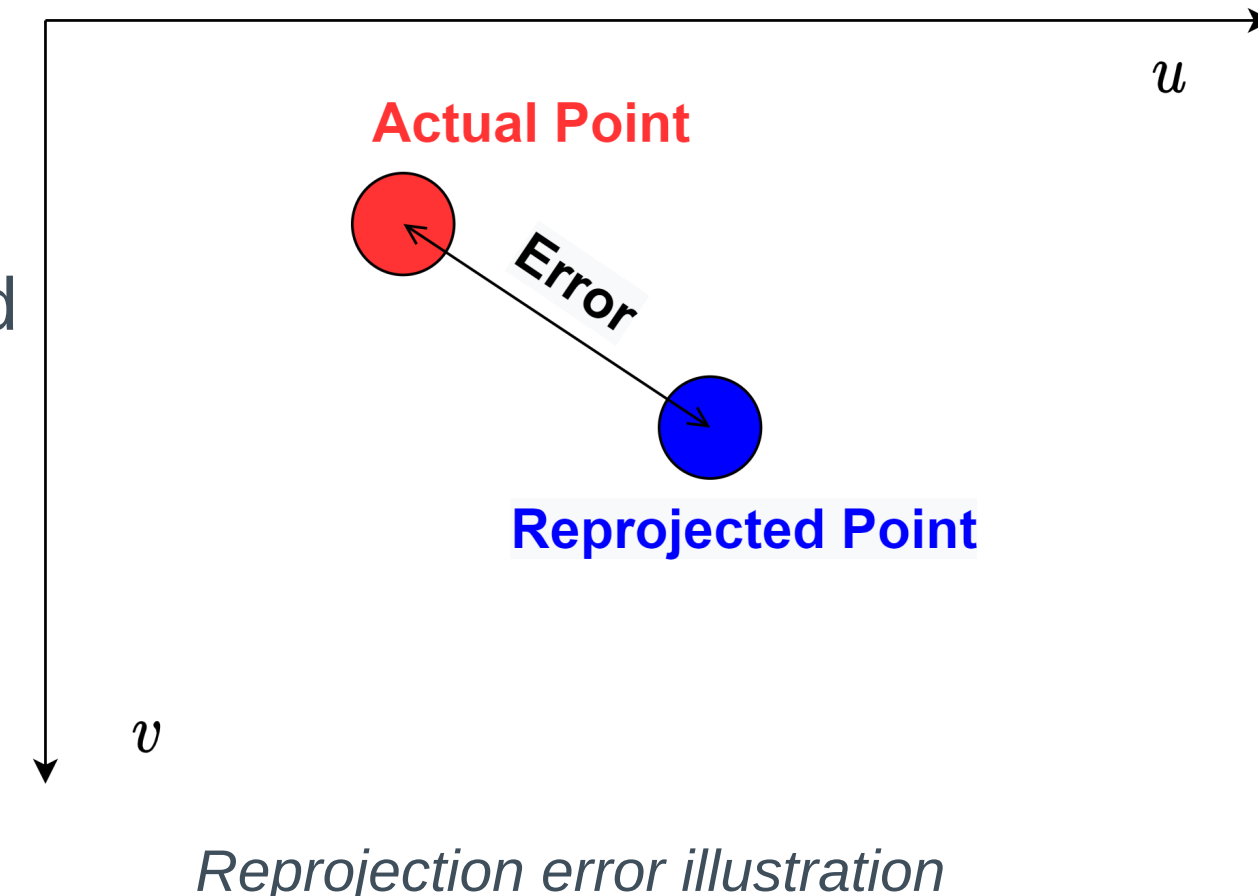 u
Actual Point
Error
d
Reprojected Point
v
Reprojection error illustration